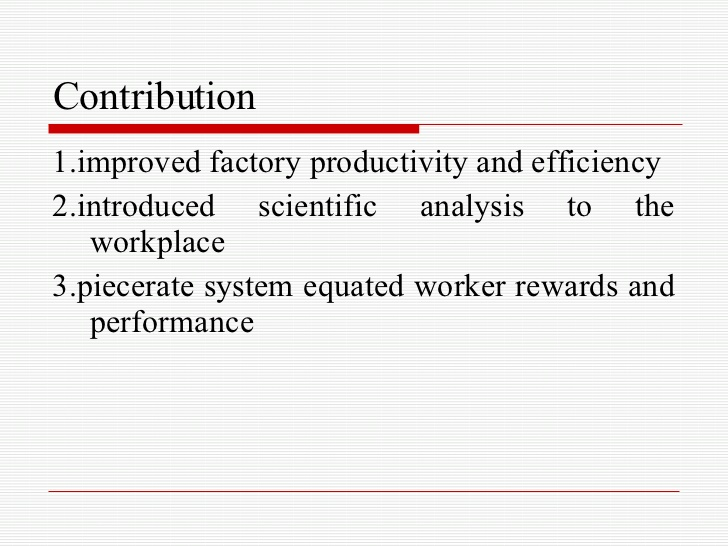 Contribution
1.improved factory productivity and efficiency
2.introduced scientific analysis to the
workplace
3.piecerate system equated worker rewards and
performance